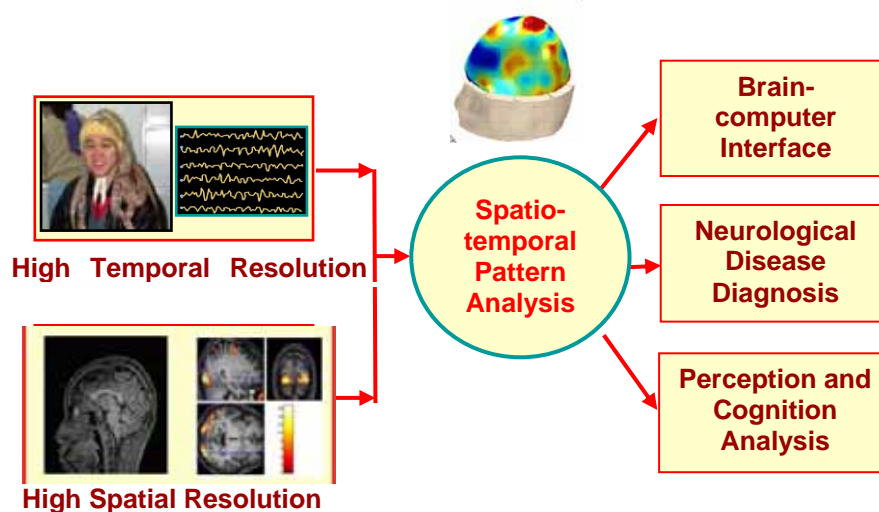 High Temporal Resolution
High Spatial Resolution
Spatio-
temporal
Pattern
Analysis
Brain-
computer
Interface
Neurological
Disease
Diagnosis
Perception and
Cognition
Analysis